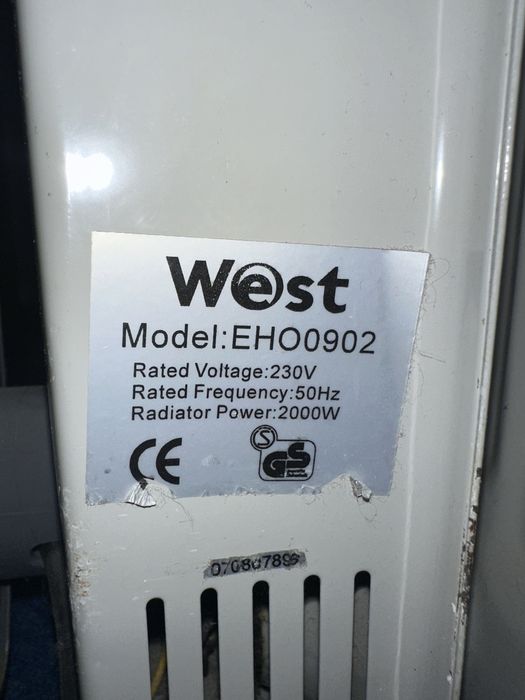 West
Model:EHO0902
Rated Voltage:230V
Rated Frequency:50Hz
Radiator Power:2000W
CE
S
GS